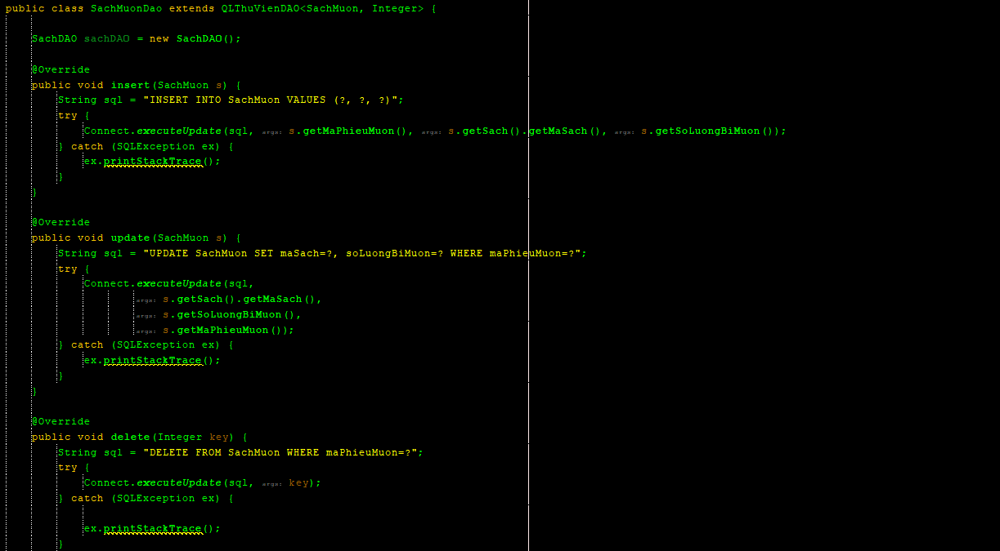 public class SachMuonDao extends QLThuVienDAO<SachMuon, Integer> {
SachDAO sachDAO = new SachDAO();
@Override
public void insert(SachMuon s) {
String sql = "INSERT INTO SachMuon VALUES (?, ?, ?)";
try {
Connect.executeUpdate(sql, args: s.getMaPhieuMuon(), args: s.getSach().getMaSach(), args: s.getSoLuongBiMuon());
} catch (SQLException ex) {
ex.printStackTrace();
}
}
@Override
public void update(SachMuon s) {
String sql = "UPDATE SachMuon SET maSach=?, soLuongBiMuon=? WHERE maPhieuMuon=?";
try {
Connect.executeUpdate(sql,
args: s.getSach().getMaSach(),
args: s.getSoLuongBiMuon(),
args: s.getMaPhieuMuon());
} catch (SQLException ex) {
ex.printStackTrace();
}
}
@Override
public void delete(Integer key) {
String sql = "DELETE FROM SachMuon WHERE maPhieuMuon=?";
try {
Connect.executeUpdate(sql, args: key);
} catch (SQLException ex) {
ex.printStackTrace();
}